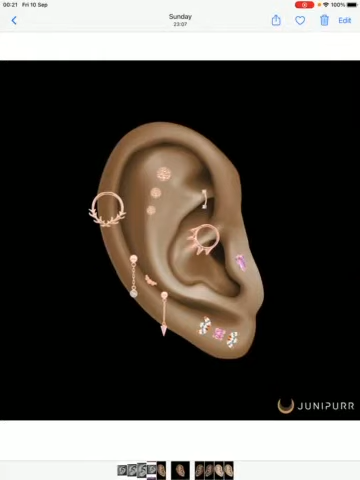 00:21 Fri 10 Sep
100%
Sunday
23:07
Edit
JUNIPURR